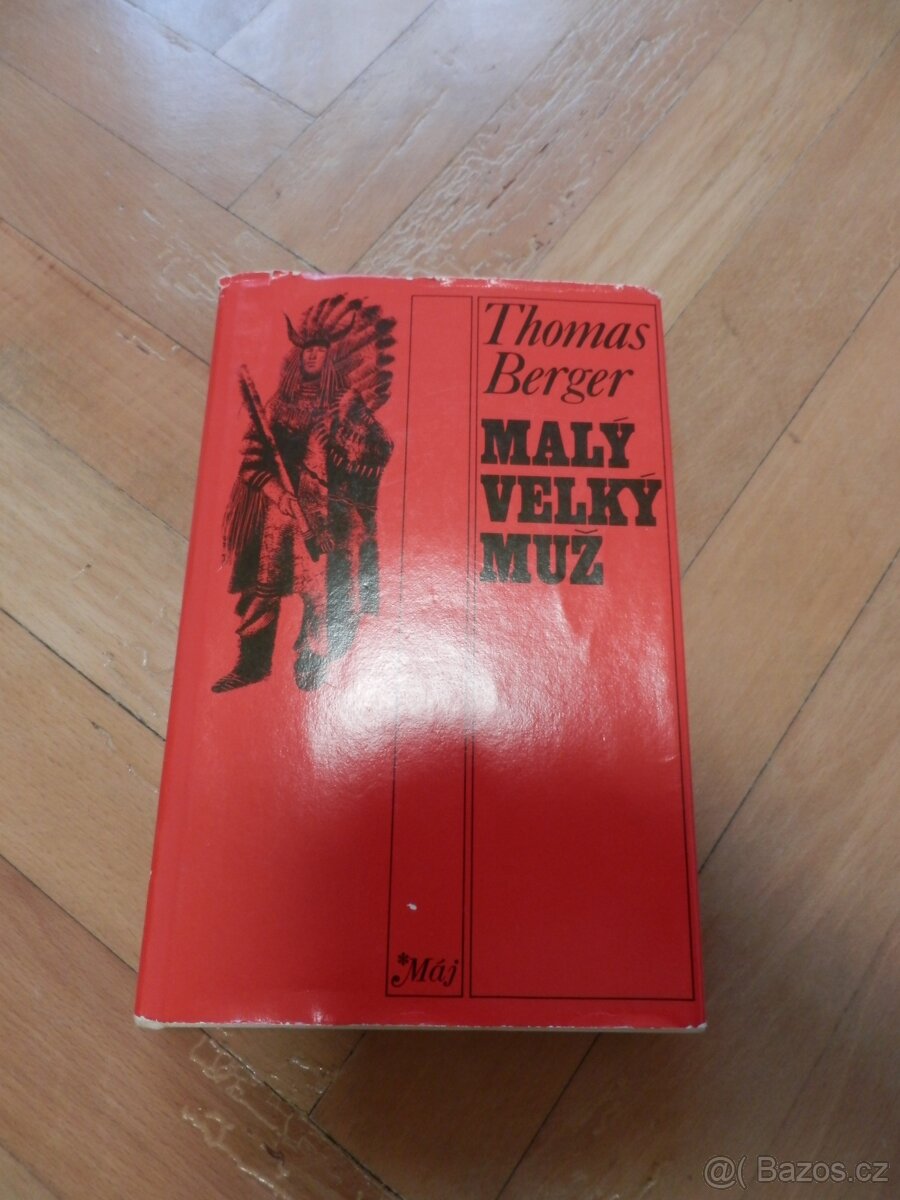 Thomas
Berger
MALÝ
VELKÝ
MUŽ
*Máj
@( Bazos.cz